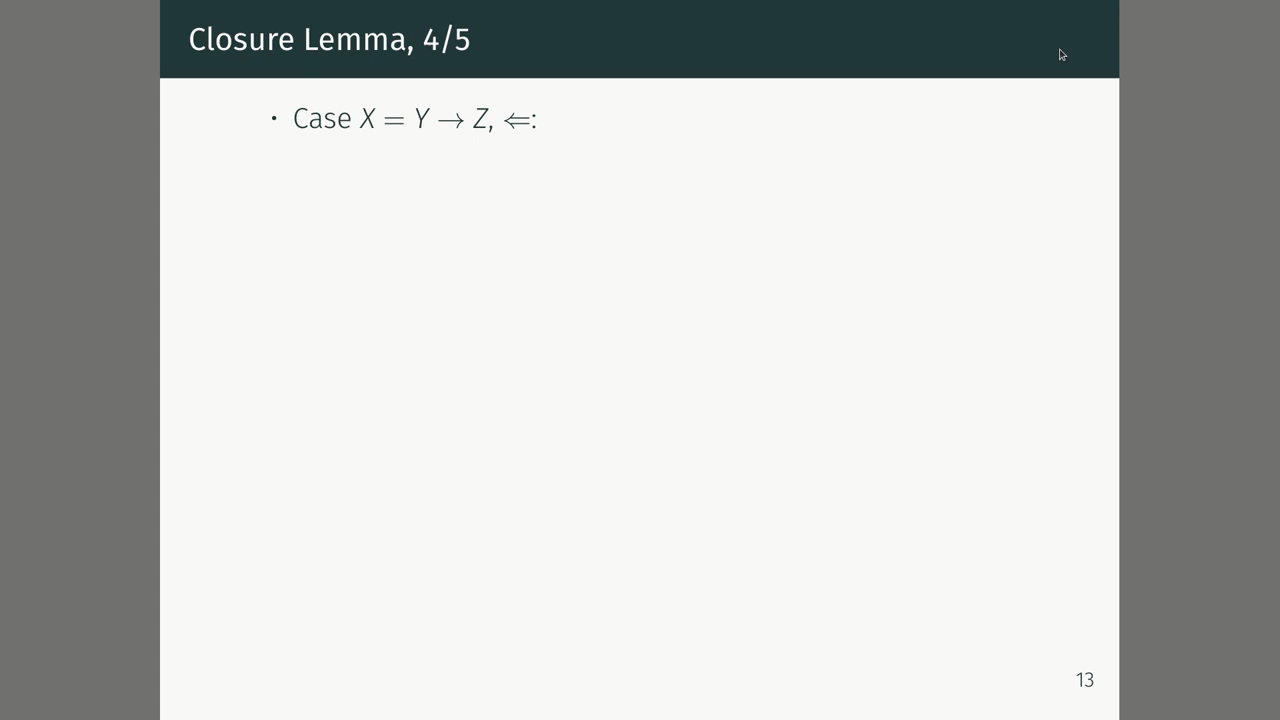 Closure Lemma, 4/5
• Case X = Y → Z, ⇐:
13